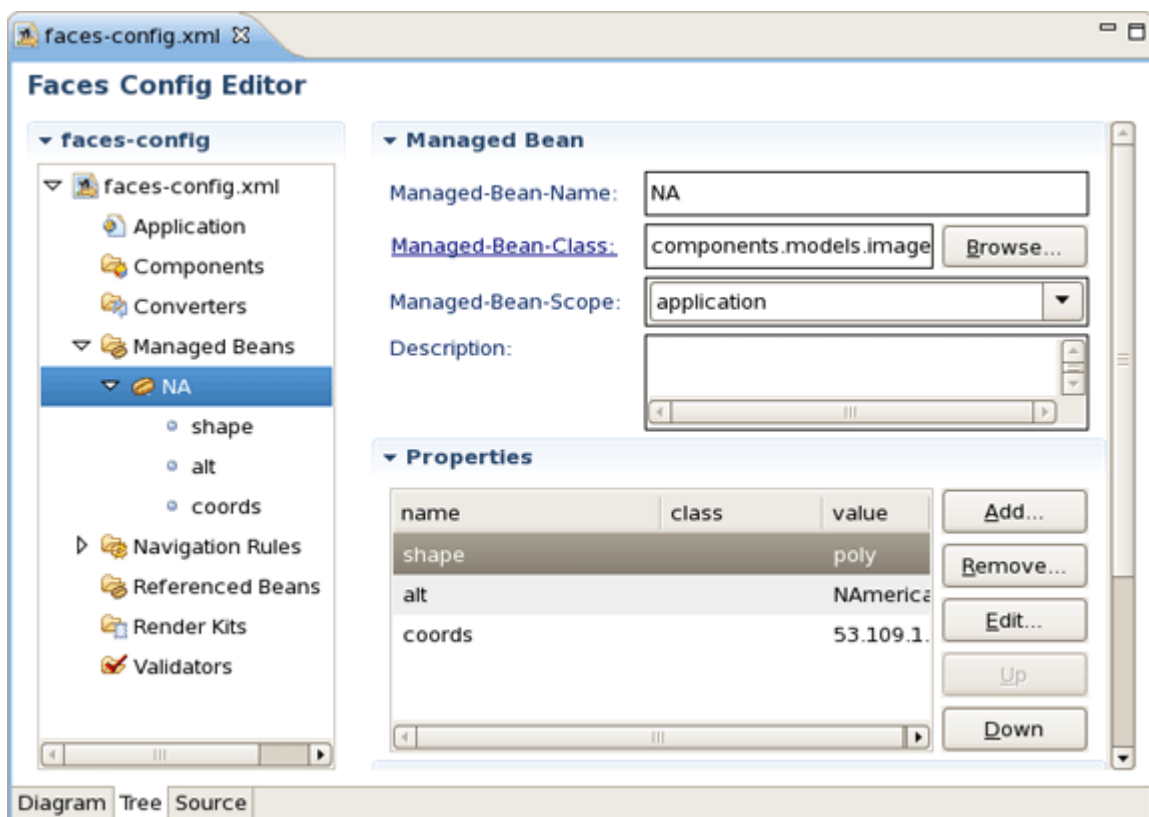 faces-config.xml
Faces Config Editor
faces-config
faces-config.xml
Application
Components
Converters
Managed Beans
NA
shape
alt
coords
Navigation Rules
Referenced Beans
Render Kits
Validators
Managed Bean
Managed-Bean-Name: NA
Managed-Bean-Class: components.models.image Browse...
Managed-Bean-Scope: application
Description:
Properties
name class value
shape poly
alt NAmerica
coords 53.109.1.
Add...
Remove...
Edit...
Up
Down
Diagram Tree Source